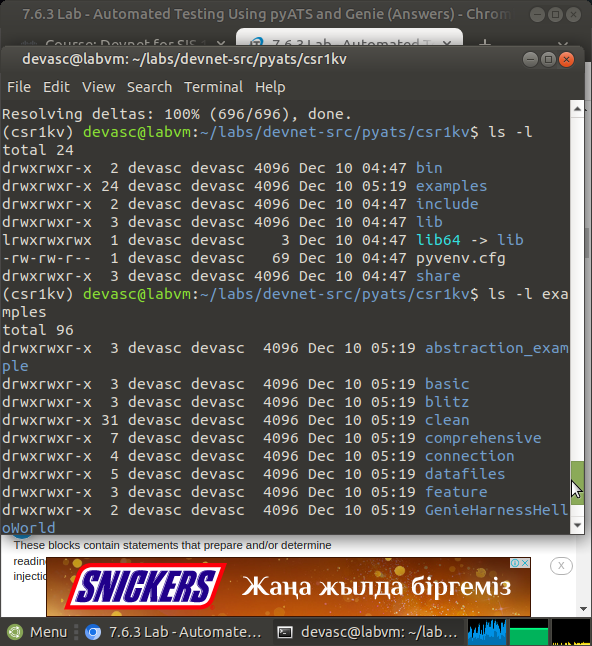 7.6.3 Lab - Automated Testing Using pyATS and Genie (Answers) - Chrom
Course: Devnet for SIS 1
7.6.3 Lab - Automated T
devasc@labvm: ~/labs/devnet-src/pyats/csr1kv
File Edit View Search Terminal Help
Resolving deltas: 100% (696/696), done.
(csr1kv) devasc@labvm:~/labs/devnet-src/pyats/csr1kv$ ls -l
total 24
drwxrwxr-x  2 devasc devasc 4096 Dec 10 04:47 bin
drwxrwxr-x 24 devasc devasc 4096 Dec 10 05:19 examples
drwxrwxr-x  2 devasc devasc 4096 Dec 10 04:47 include
drwxrwxr-x  3 devasc devasc 4096 Dec 10 04:47 lib
lrwxrwxrwx  1 devasc devasc    3 Dec 10 04:47 lib64 -> lib
-rw-rw-r--  1 devasc devasc   69 Dec 10 04:47 pyvenv.cfg
drwxrwxr-x  3 devasc devasc 4096 Dec 10 04:47 share
(csr1kv) devasc@labvm:~/labs/devnet-src/pyats/csr1kv$ ls -l exa
mples
total 96
drwxrwxr-x  3 devasc devasc  4096 Dec 10 05:19 abstraction_exam
ple
drwxrwxr-x  3 devasc devasc  4096 Dec 10 05:19 basic
drwxrwxr-x  3 devasc devasc  4096 Dec 10 05:19 blitz
drwxrwxr-x 31 devasc devasc  4096 Dec 10 05:19 clean
drwxrwxr-x  7 devasc devasc  4096 Dec 10 05:19 comprehensive
drwxrwxr-x  4 devasc devasc  4096 Dec 10 05:19 connection
drwxrwxr-x  5 devasc devasc  4096 Dec 10 05:19 datafiles
drwxrwxr-x  3 devasc devasc  4096 Dec 10 05:19 feature
drwxrwxr-x  2 devasc devasc  4096 Dec 10 05:19 GenieHarnessHell
oWorld
These blocks contain statements that prepare and/or determine
readin
injectio
SNICKERS Жаңа жылда біргеміз
X
Menu 7.6.3 Lab - Automate... devasc@labvm: ~/lab...